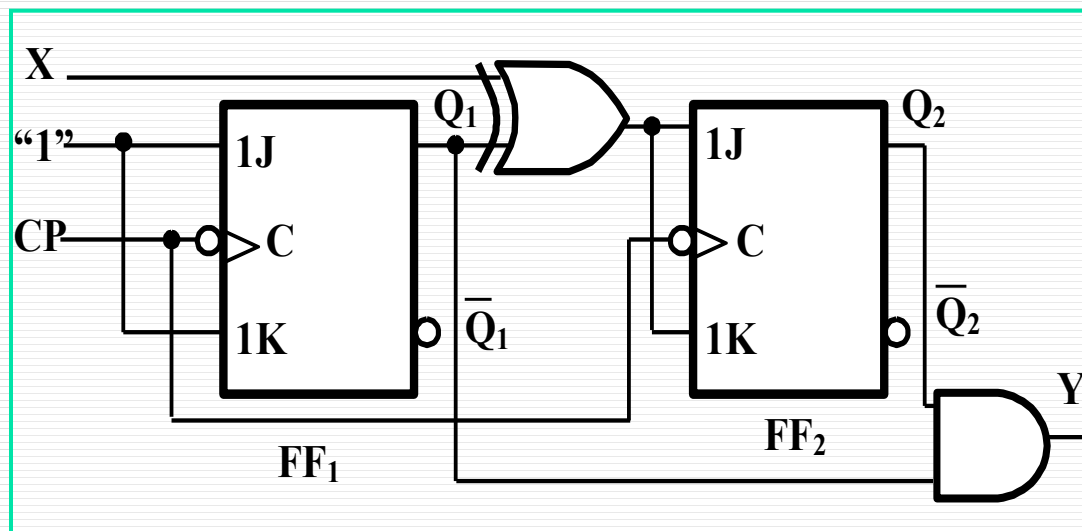 X
“1”
CP
1J
C
1K
Q₁
Q̅₁
FF₁
1J
C
1K
Q₂
Q̅₂
FF₂
Y